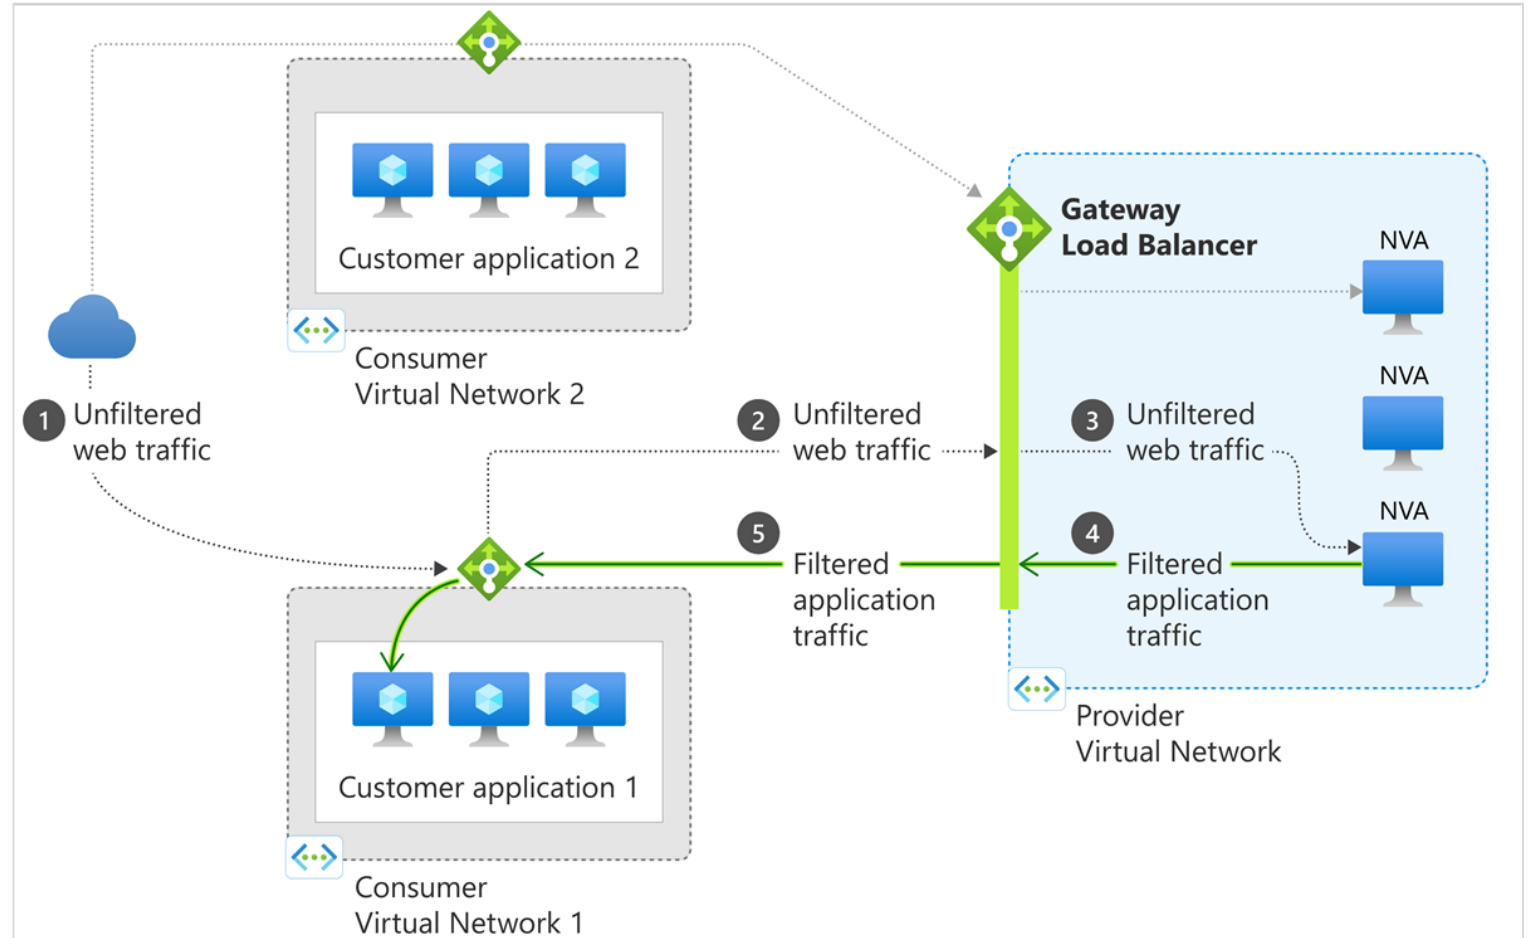 Customer application 2
Consumer
Virtual Network 2
Gateway
Load Balancer
NVA
NVA
NVA
1
Unfiltered
web traffic
2
Unfiltered
web traffic
3
Unfiltered
web traffic
5
Filtered
application
traffic
4
Filtered
application
traffic
Provider
Virtual Network
Customer application 1
Consumer
Virtual Network 1